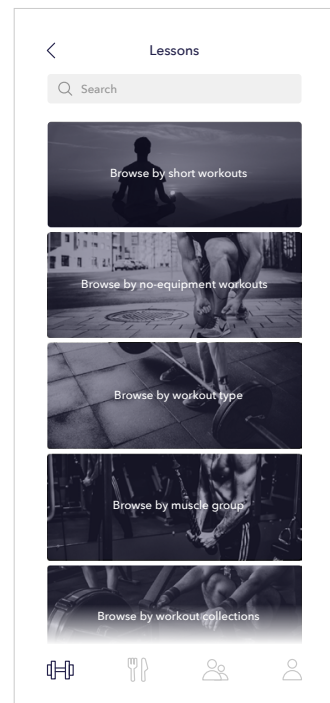 Lessons
Search
Browse by short workouts
Browse by no-equipment workouts
Browse by workout type
Browse by muscle group
Browse by workout collections